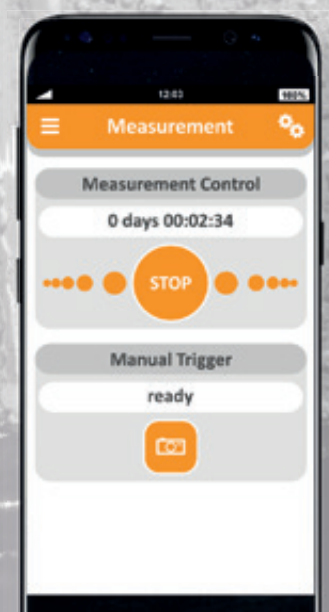 12:03
100%
Measurement
Measurement Control
0 days 00:02:34
STOP
Manual Trigger
ready